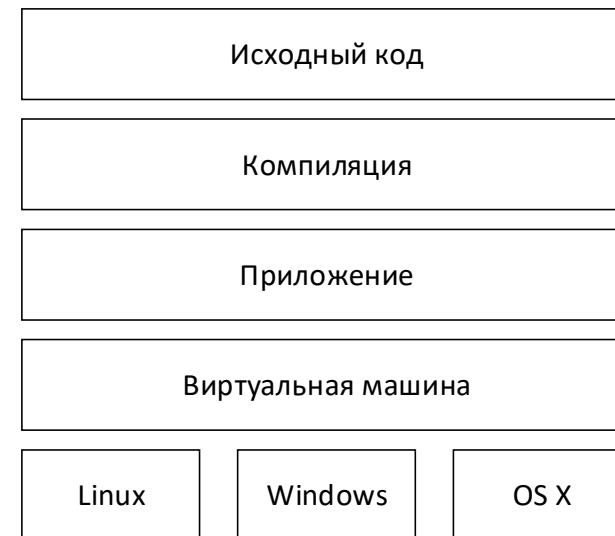 Исходный код
Компиляция
Приложение
Виртуальная машина
Linux Windows OS X